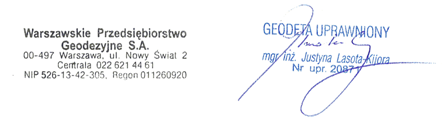 Warszawskie Przedsiębiorstwo
Geodezyjne S.A.
00-497 Warszawa, ul. Nowy Świat 2
Centrala 022 621 44 61
NIP 526-13-42-305, Regon 011260920
GEODETA UPRAWNIONY
mgr inż. Justyna Lasota-Kijora
Nr upr. 20871